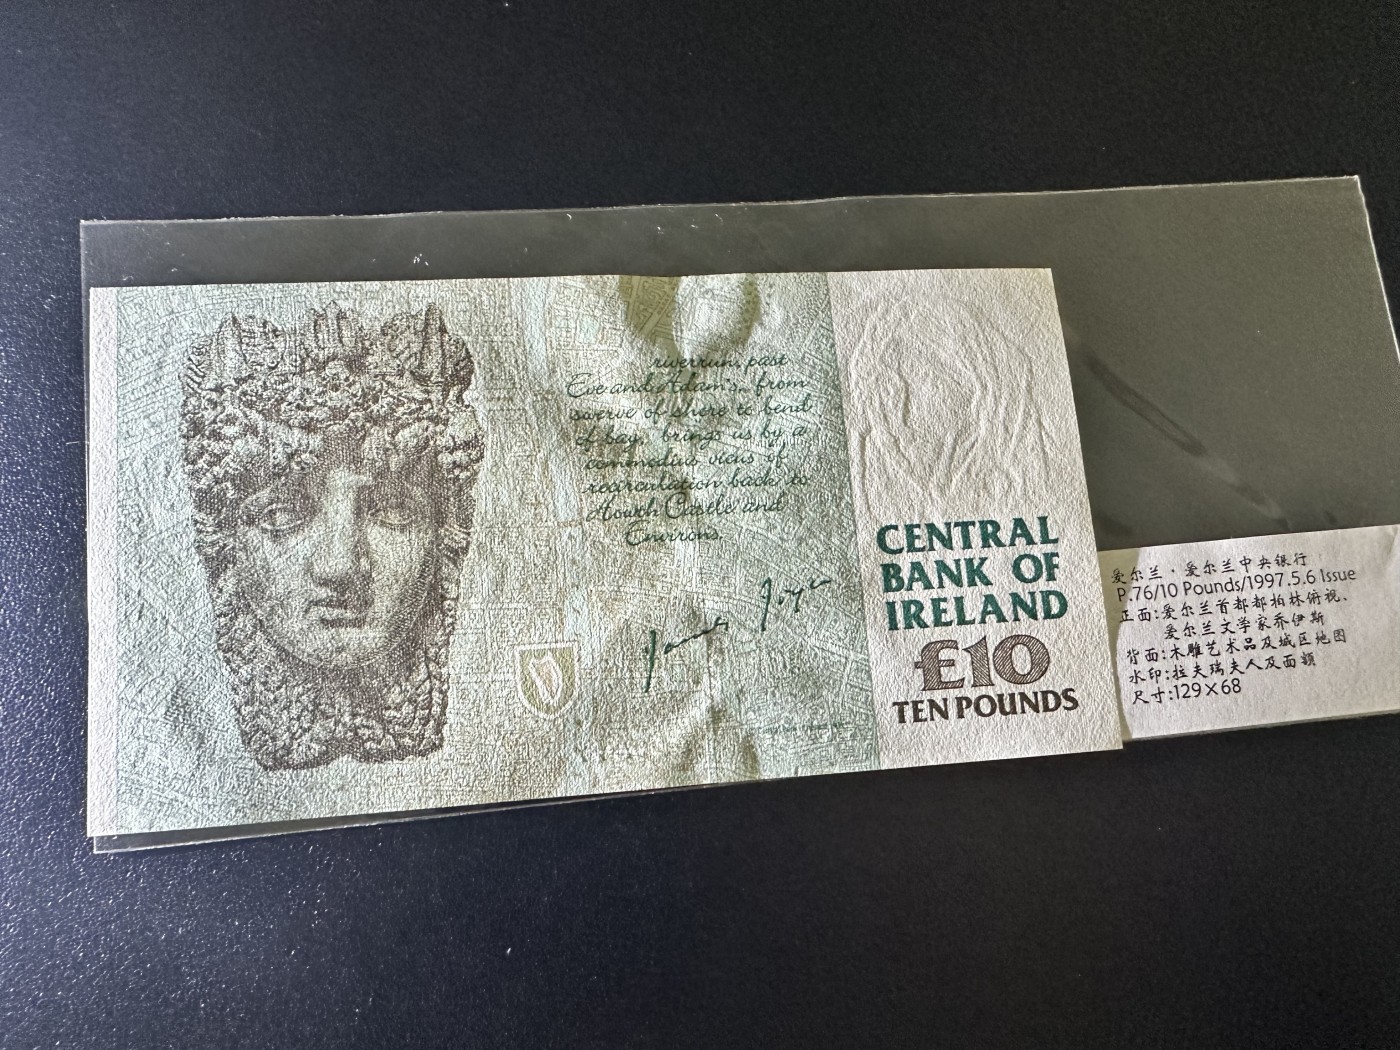 riverrun, past
Eve and Adam's, from
swerve of shore to bend
of bay, brings us by a
commodius vicus of
recirculation back to
Howth Castle and
Environs.
James Joyce
CENTRAL
BANK OF
IRELAND
£10
TEN POUNDS
爱尔兰·爱尔兰中央银行
P.76/10 Pounds/1997.5.6 Issue
正面:爱尔兰首都都柏林俯视、
爱尔兰文学家乔伊斯
背面:木雕艺术品及城区地图
水印:拉夫瑞夫人及面额
尺寸:129×68